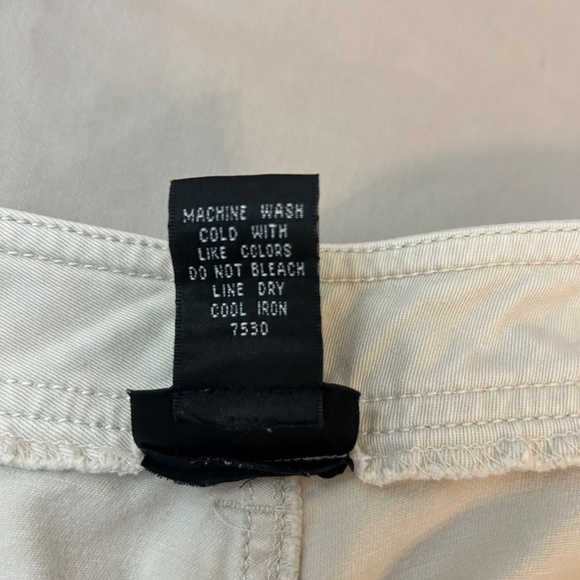 MACHINE WASH
COLD WITH
LIKE COLORS
DO NOT BLEACH
LINE DRY
COOL IRON
7530